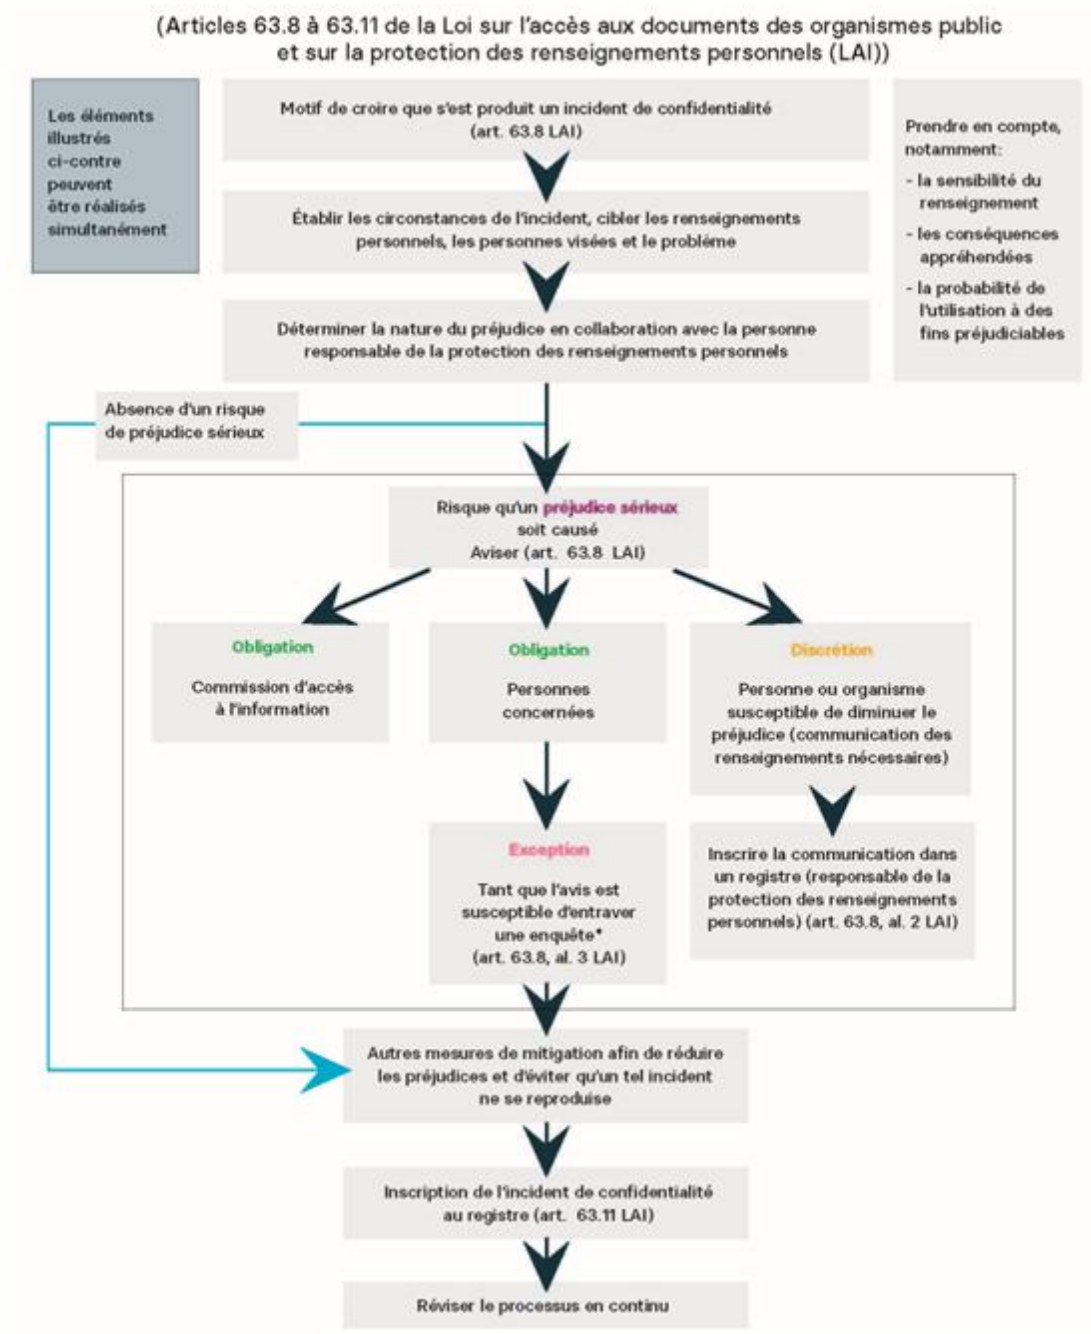 (Articles 63.8 à 63.11 de la Loi sur l'accès aux documents des organismes public
et sur la protection des renseignements personnels (LAI))
Les éléments
illustrés
ci-contre
peuvent
être réalisés
simultanément
Motif de croire que s'est produit un incident de confidentialité
(art. 63.8 LAI)
Prendre en compte,
notamment:
- la sensibilité du
renseignement
- les conséquences
appréhendées
- la probabilité de
l'utilisation à des
fins préjudiciables
Établir les circonstances de l'incident, cibler les renseignements
personnels, les personnes visées et le problème
Déterminer la nature du préjudice en collaboration avec la personne
responsable de la protection des renseignements personnels
Absence d'un risque
de préjudice sérieux
Risque qu'un préjudice sérieux
soit causé
Aviser (art. 63.8 LAI)
Obligation
Commission d'accès
à l'information
Obligation
Personnes
concernées
Discrétion
Personne ou organisme
susceptible de diminuer le
préjudice (communication des
renseignements nécessaires)
Exception
Tant que l'avis est
susceptible d'entraver
une enquête*
(art. 63.8, al. 3 LAI)
Inscrire la communication dans
un registre (responsable de la
protection des renseignements
personnels) (art. 63.8, al. 2 LAI)
Autres mesures de mitigation afin de réduire
les préjudices et d'éviter qu'un tel incident
ne se reproduise
Inscription de l'incident de confidentialité
au registre (art. 63.11 LAI)
Réviser le processus en continu